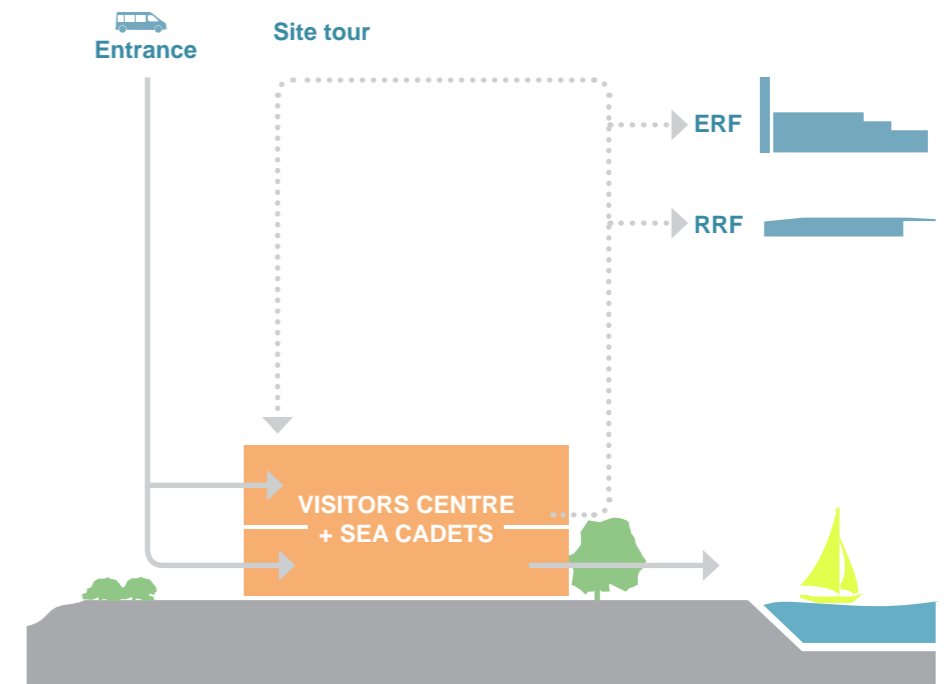 Entrance
Site tour
ERF
RRF
VISITORS CENTRE
+ SEA CADETS